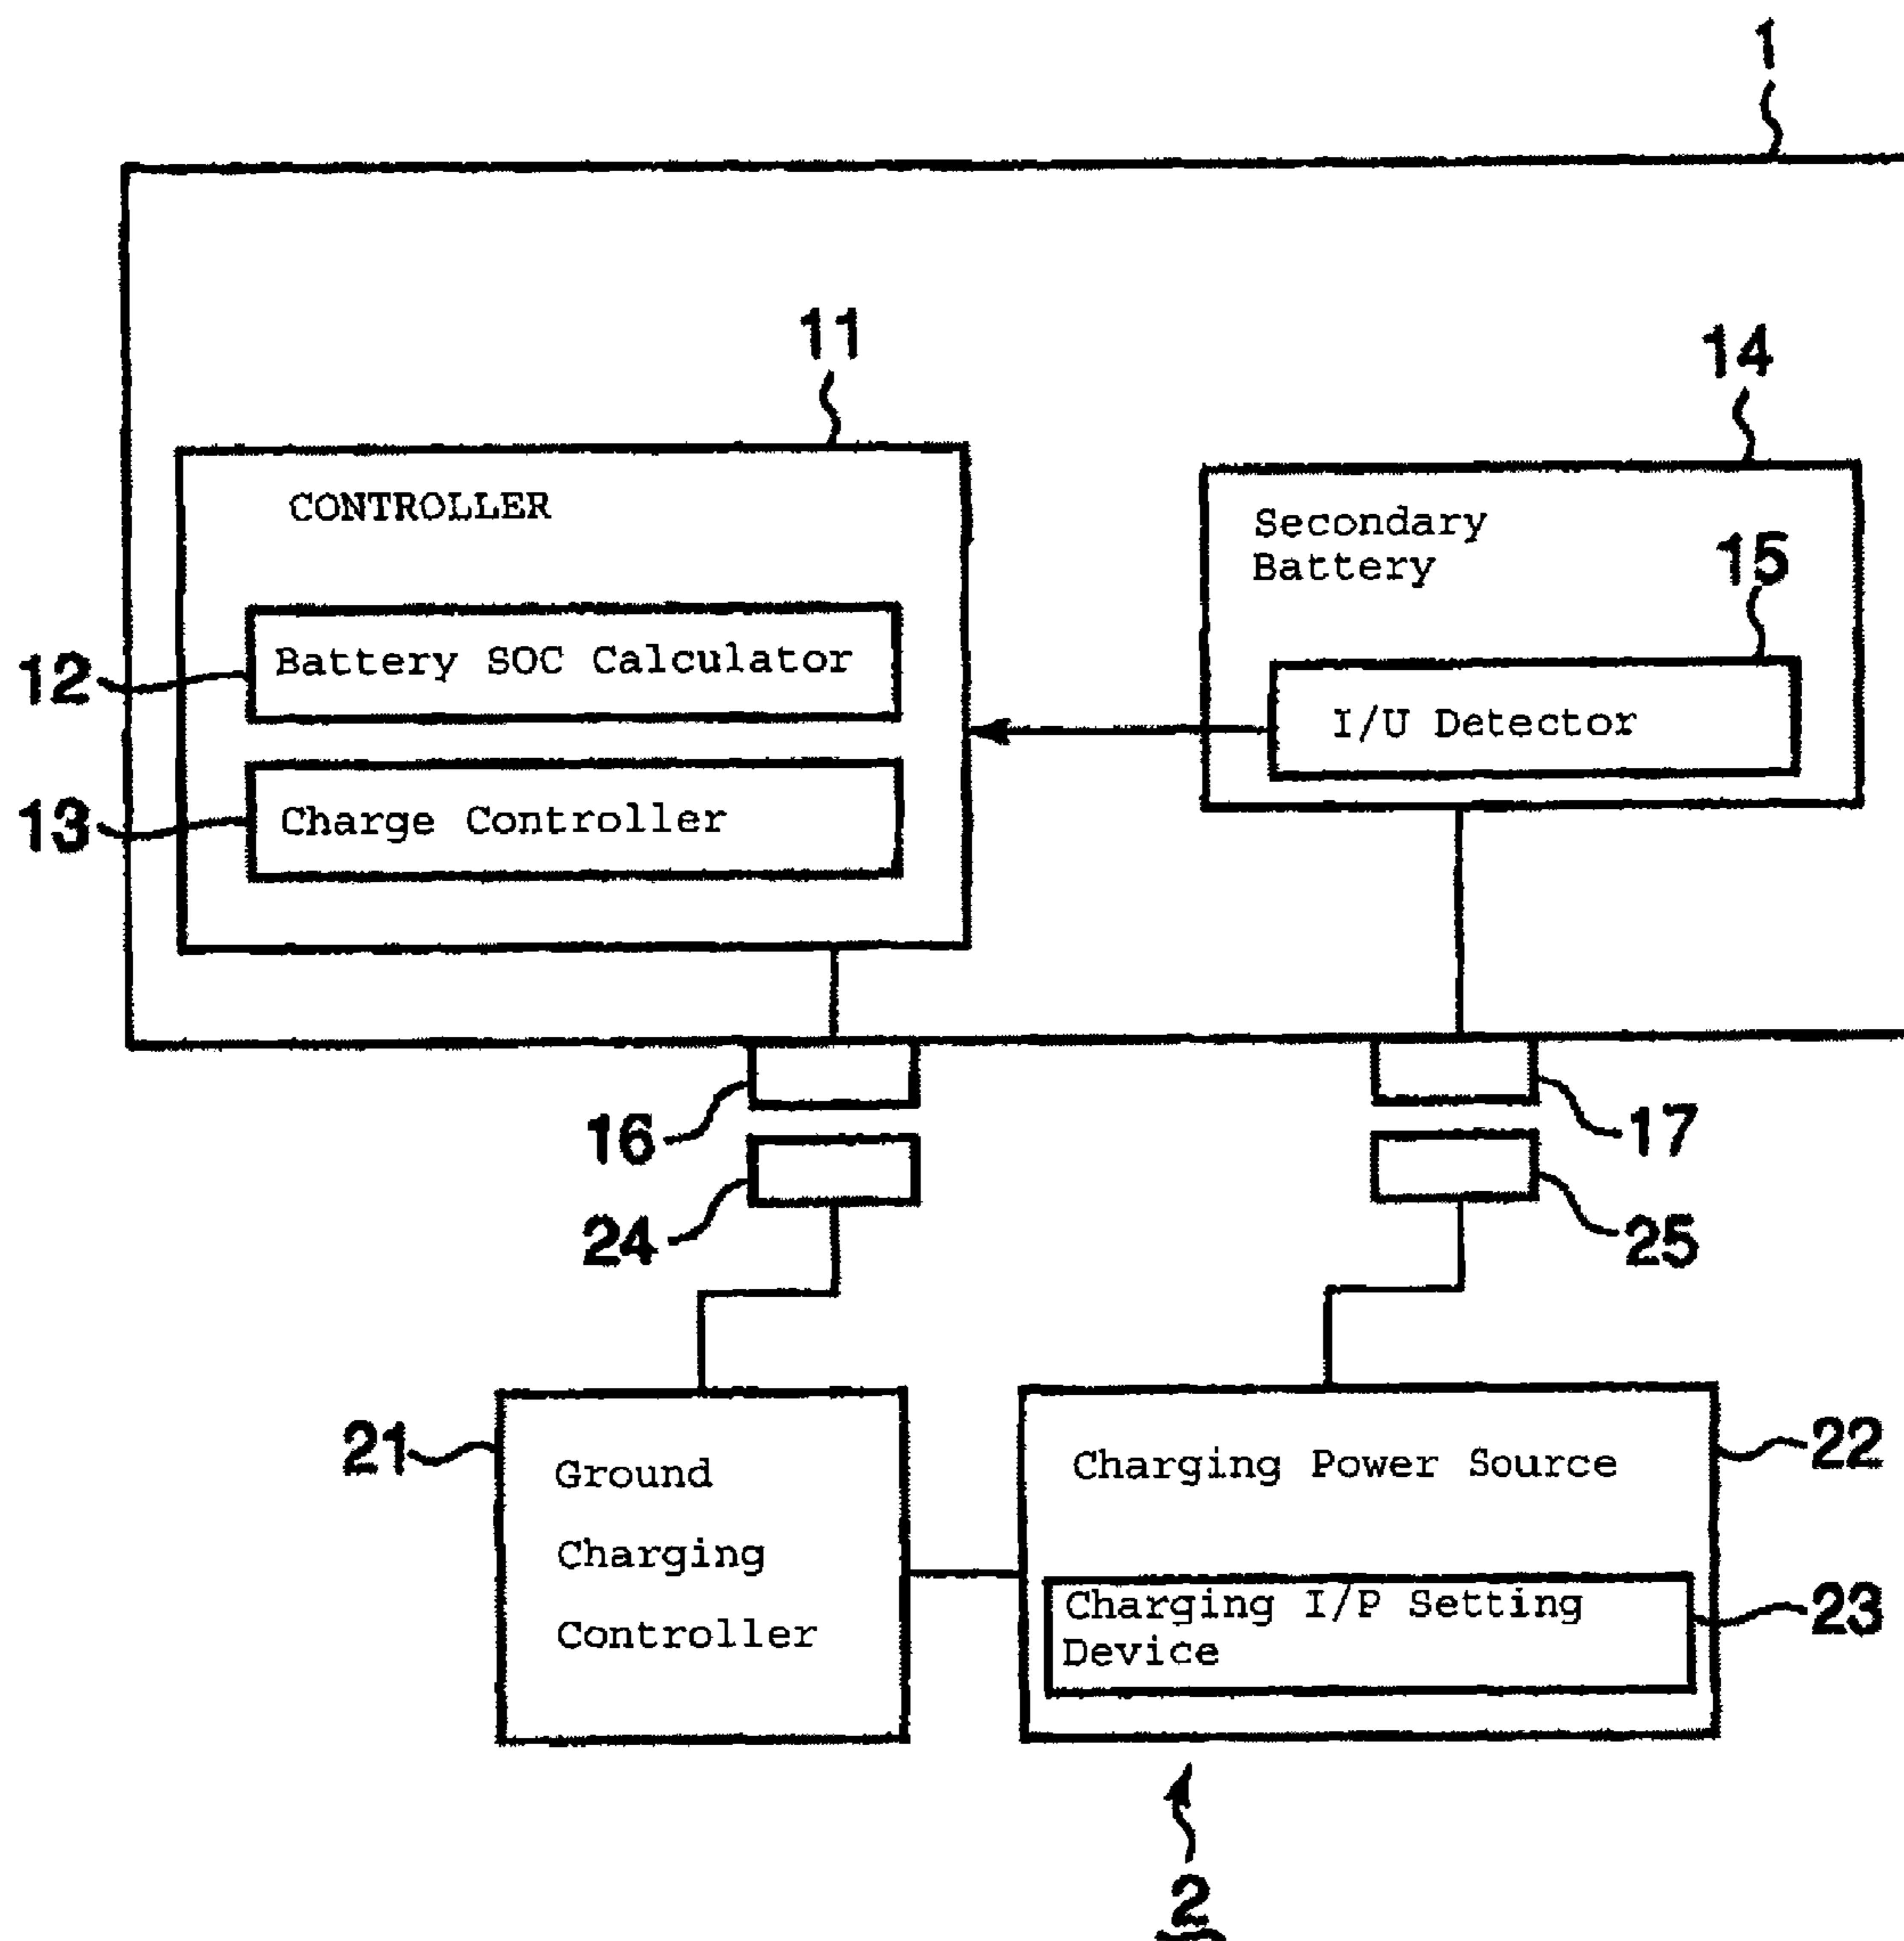 1
11
14
CONTROLLER
Secondary
Battery
15
12
Battery SOC Calculator
I/U Detector
13
Charge Controller
16
17
24
25
21
22
Ground
Charging
Controller
Charging Power Source
Charging I/P Setting
Device
23
2